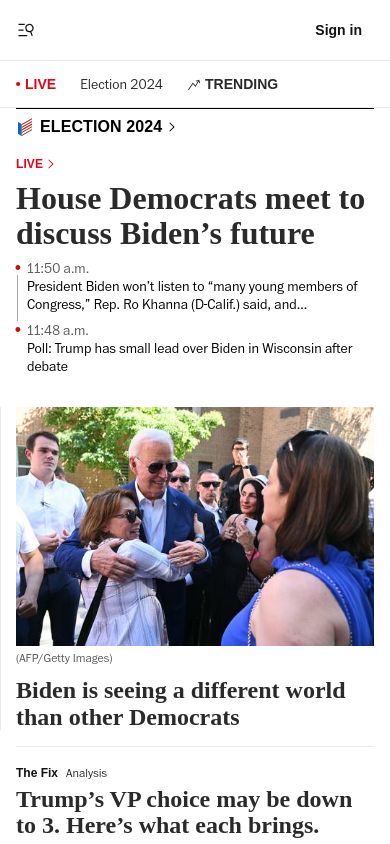 Sign in
LIVE
Election 2024
TRENDING
ELECTION 2024
LIVE
House Democrats meet to
discuss Biden’s future
11:50 a.m.
President Biden won’t listen to “many young members of
Congress,” Rep. Ro Khanna (D-Calif.) said, and...
11:48 a.m.
Poll: Trump has small lead over Biden in Wisconsin after
debate
(AFP/Getty Images)
Biden is seeing a different world
than other Democrats
The Fix Analysis
Trump’s VP choice may be down
to 3. Here’s what each brings.